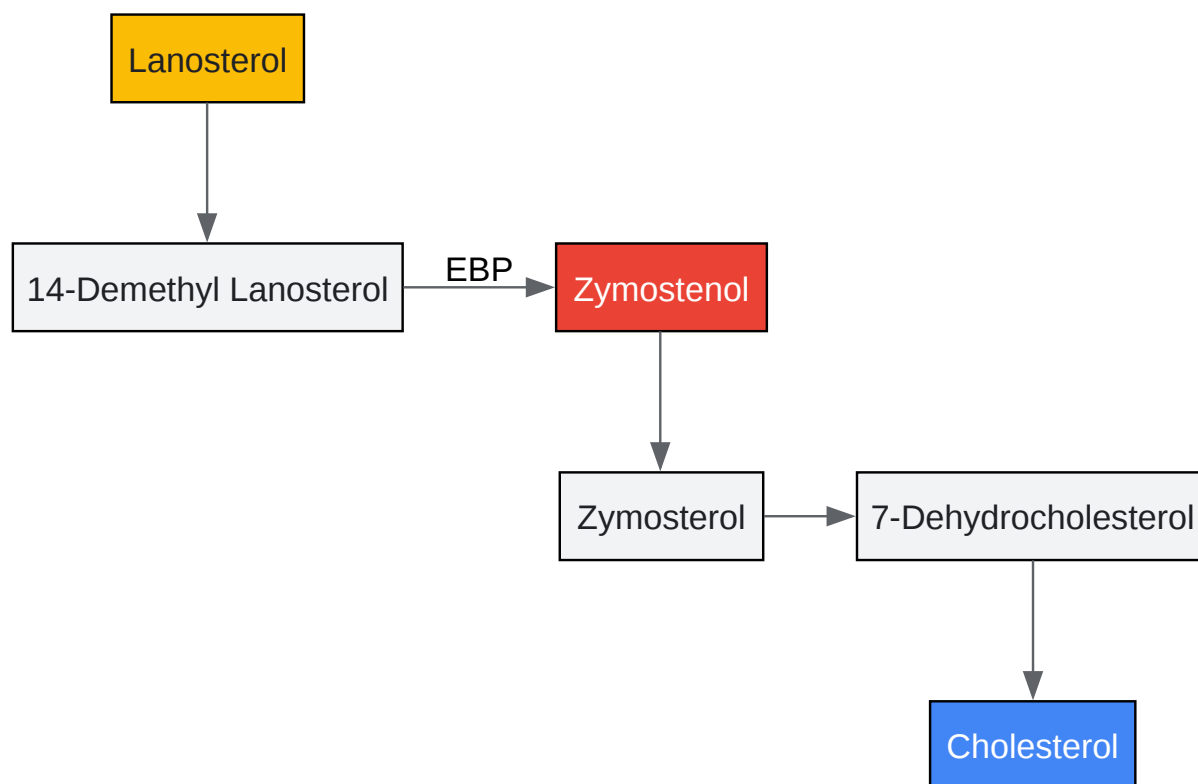 Lanosterol
14-Demethyl Lanosterol
EBP
Zymostenol
Zymosterol
7-Dehydrocholesterol
Cholesterol